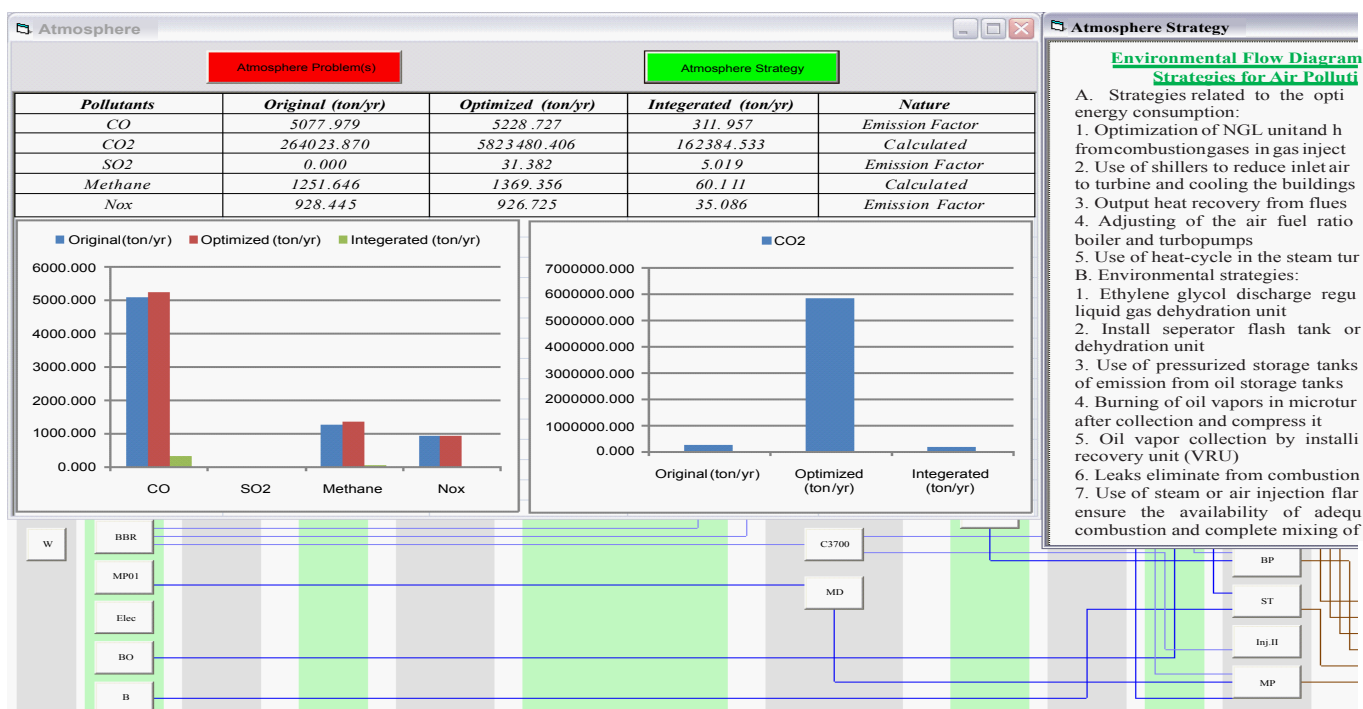 Atmosphere
Atmosphere Problem(s)
Atmosphere Strategy
Pollutants Original (ton/yr) Optimized (ton/yr) Integerated (ton/yr) Nature
CO 5077.979 5228.727 311.957 Emission Factor
CO2 264023.870 5823480.406 162384.533 Calculated
SO2 0.000 31.382 5.019 Emission Factor
Methane 1251.646 1369.356 60.111 Calculated
Nox 928.445 926.725 35.086 Emission Factor
Original(ton/yr) Optimized (ton/yr) Integerated (ton/yr)
6000.000
5000.000
4000.000
3000.000
2000.000
1000.000
0.000
CO SO2 Methane Nox
CO2
7000000.000
6000000.000
5000000.000
4000000.000
3000000.000
2000000.000
1000000.000
0.000
Original(ton/yr) Optimized Integerated
(ton/yr) (ton/yr)
Atmosphere Strategy
Environmental Flow Diagram
Strategies for Air Polluti
A. Strategies related to the opti
energy consumption:
1. Optimization of NGL unitand h
fromcombustiongases in gas inject
2. Use of shillers to reduce inlet air
to turbine and cooling the buildings
3. Output heat recovery from flues
4. Adjusting of the air fuel ratio
boiler and turbopumps
5. Use of heat-cycle in the steam tur
B. Environmental strategies:
1. Ethylene glycol discharge regu
liquid gas dehydration unit
2. Install seperator flash tank or
dehydration unit
3. Use of pressurized storage tanks
of emission from oil storage tanks
4. Burning of oil vapors in microtur
after collection and compress it
5. Oil vapor collection by installi
recovery unit (VRU)
6. Leaks eliminate from combustion
7. Use of steam or air injection flar
ensure the availability of adequ
combustion and complete mixing of
W
BBR
MP01
Elec
BO
B
C3700
MD
BP
ST
Inj.II
MP